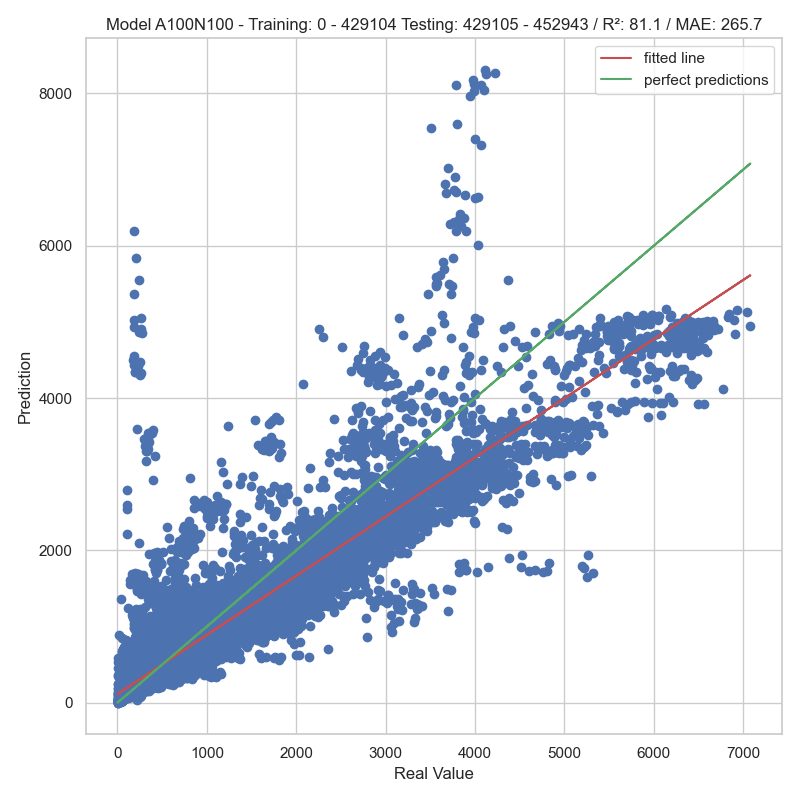 Model A100N100 - Training: 0 - 429104 Testing: 429105 - 452943 / R²: 81.1 / MAE: 265.7
fitted line
perfect predictions
8000
6000
4000
2000
0
Prediction
0 1000 2000 3000 4000 5000 6000 7000
Real Value